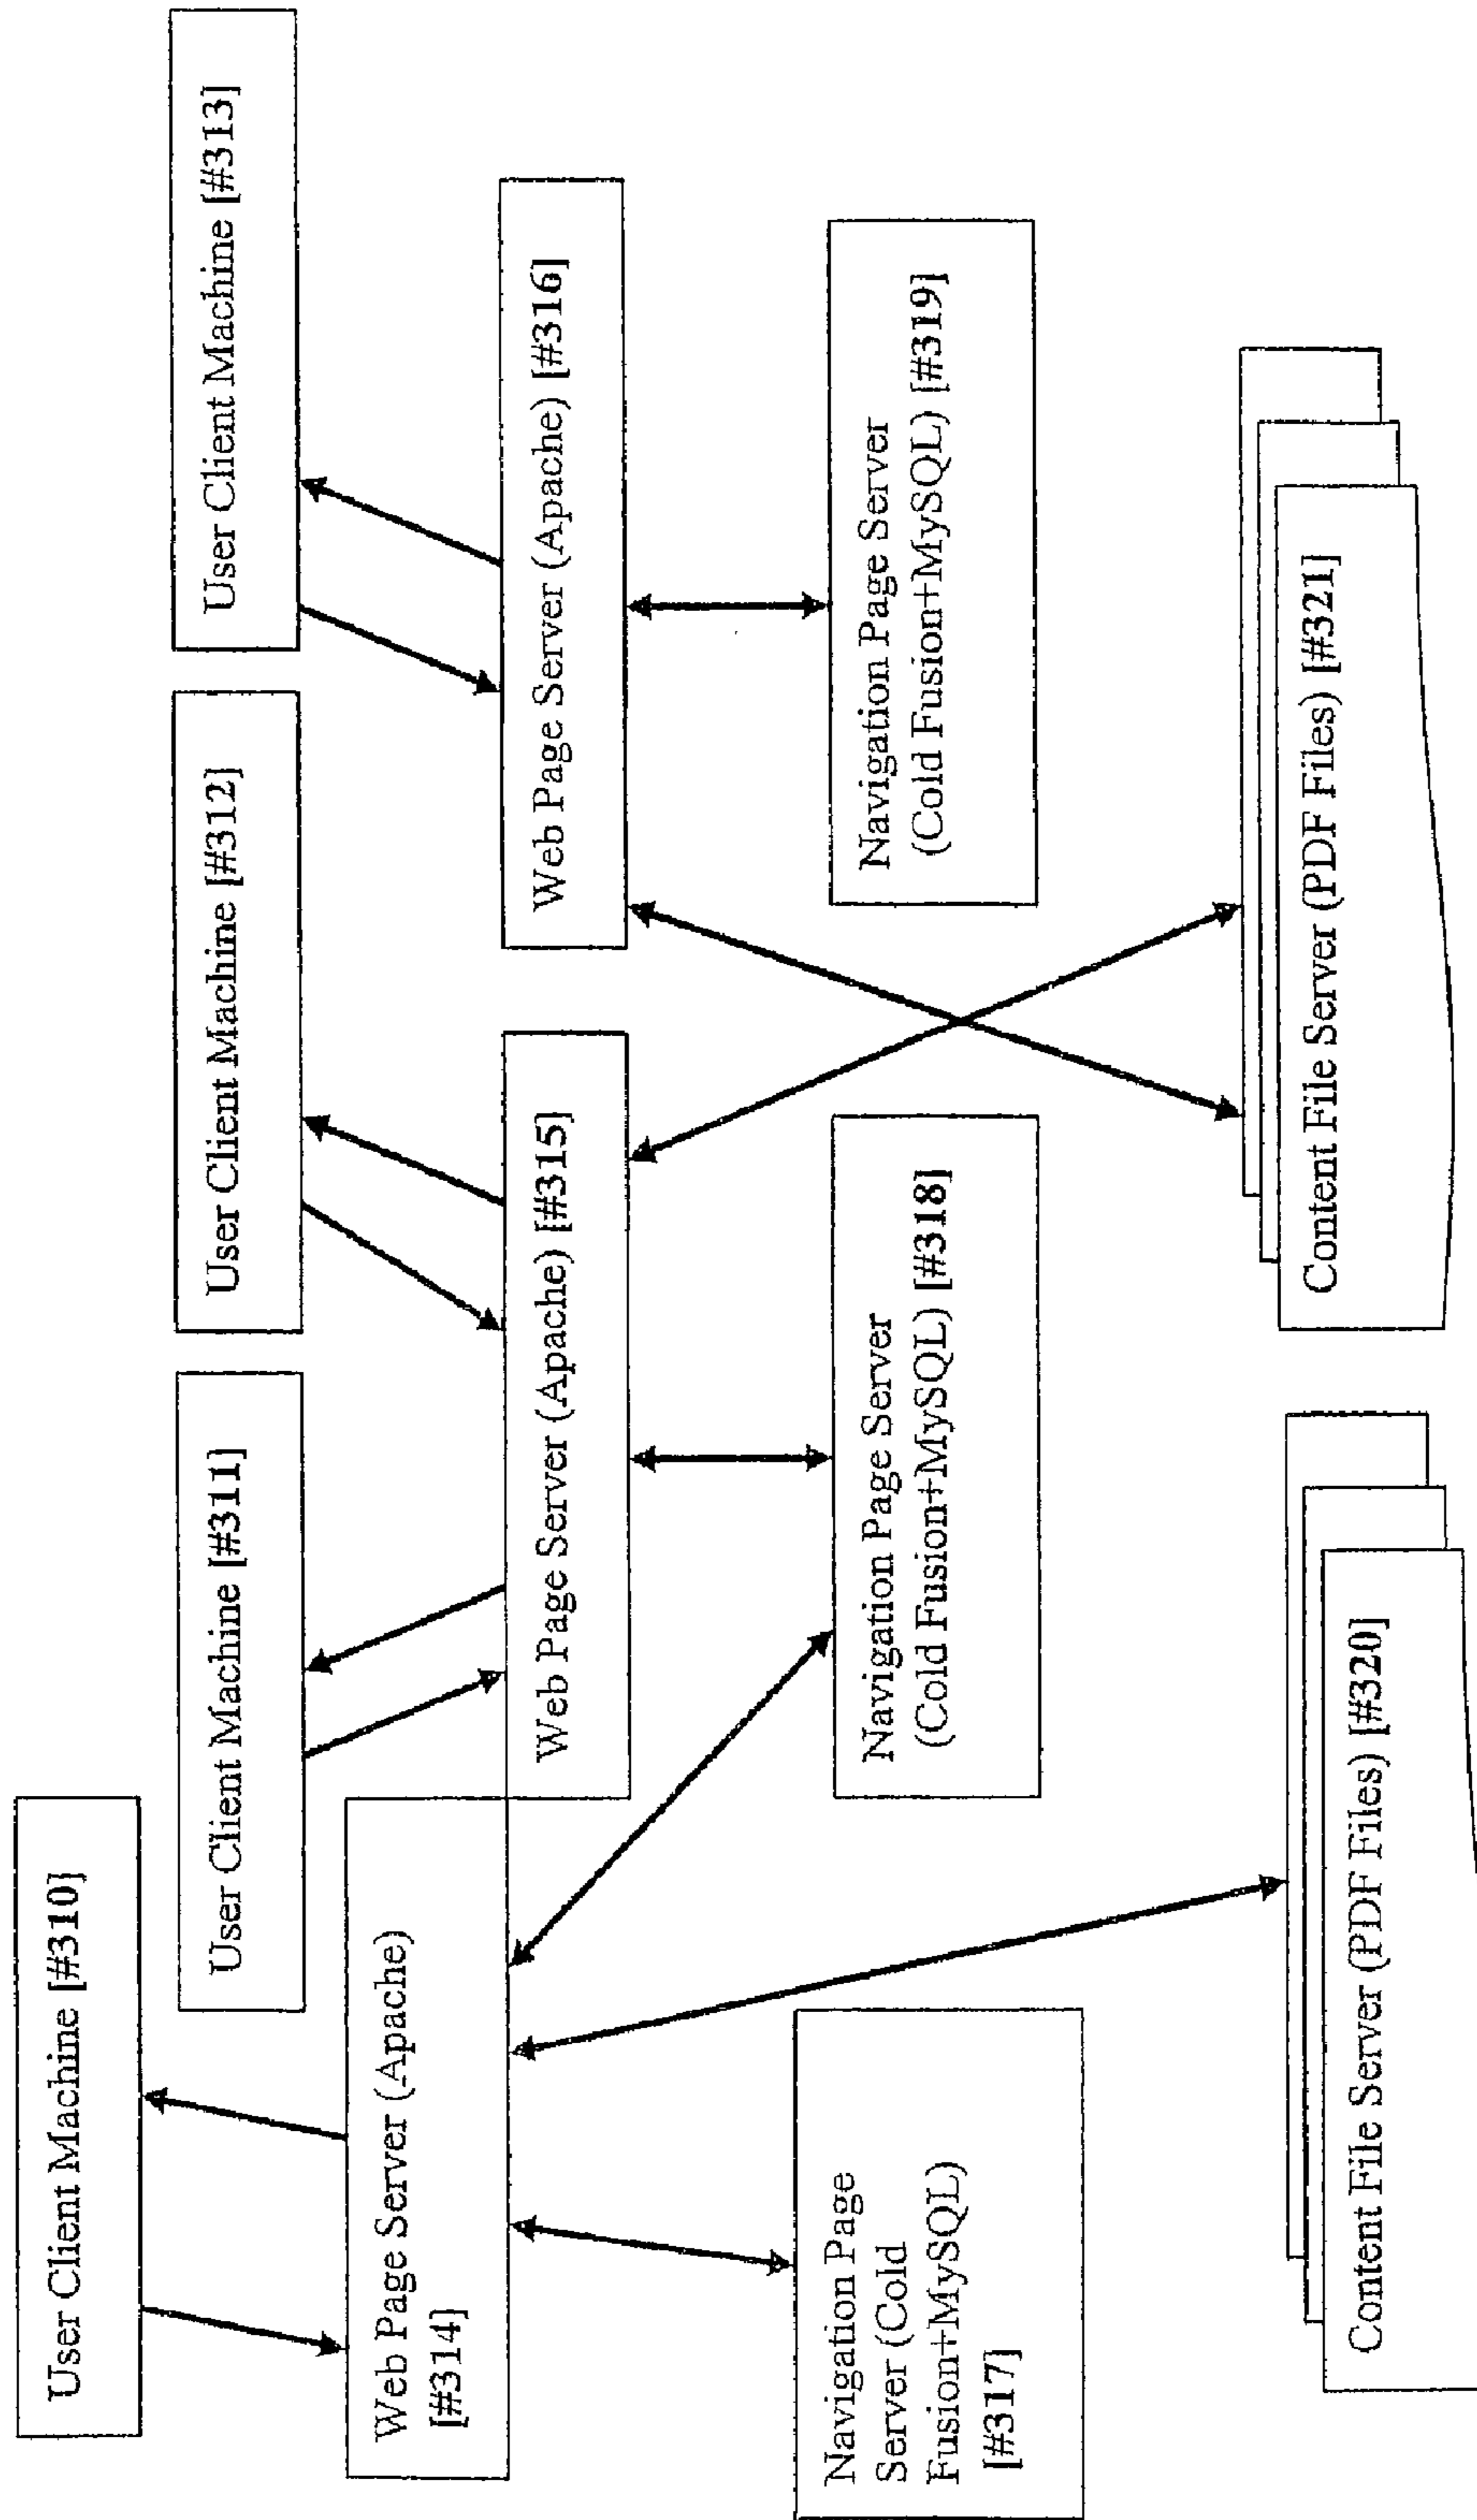 User Client Machine [#310]
User Client Machine [#311]
User Client Machine [#312]
User Client Machine [#313]
Web Page Server (Apache)
[#314]
Web Page Server (Apache) [#315]
Web Page Server (Apache) [#316]
Navigation Page
Server (Cold
Fusion+MySQL)
[#317]
Navigation Page Server
(Cold Fusion+MySQL) [#318]
Navigation Page Server
(Cold Fusion+MySQL) [#319]
Content File Server (PDF Files) [#320]
Content File Server (PDF Files) [#321]